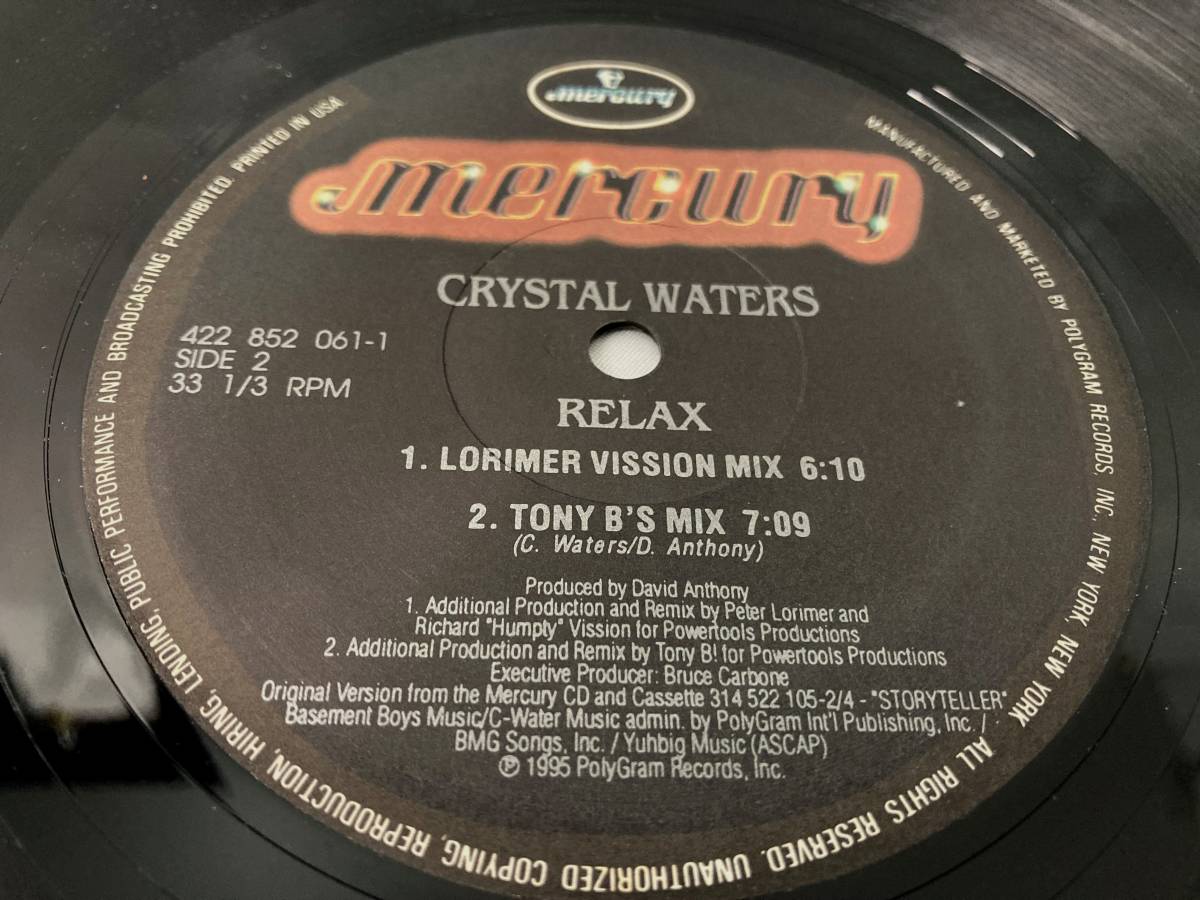 mercury
mercury
CRYSTAL WATERS
422 852 061-1
SIDE 2
33 1/3 RPM
RELAX
1. LORIMER VISSION MIX 6:10
2. TONY B'S MIX 7:09
(C. Waters/D. Anthony)
Produced by David Anthony
1. Additional Production and Remix by Peter Lorimer and
Richard "Humpty" Vission for Powertools Productions
2. Additional Production and Remix by Tony B! for Powertools Productions
Executive Producer: Bruce Carbone
Original Version from the Mercury CD and Cassette 314 522 105-2/4 - "STORYTELLER"
Basement Boys Music/C-Water Music admin. by PolyGram Int'l Publishing, Inc. /
BMG Songs, Inc. / Yuhbig Music (ASCAP)
℗ 1995 PolyGram Records, Inc.
MANUFACTURED AND MARKETED BY POLYGRAM RECORDS, INC., NEW YORK, NEW YORK. ALL RIGHTS RESERVED. UNAUTHORIZED COPYING, REPRODUCTION, HIRING, LENDING, PUBLIC PERFORMANCE AND BROADCASTING PROHIBITED. PRINTED IN USA.